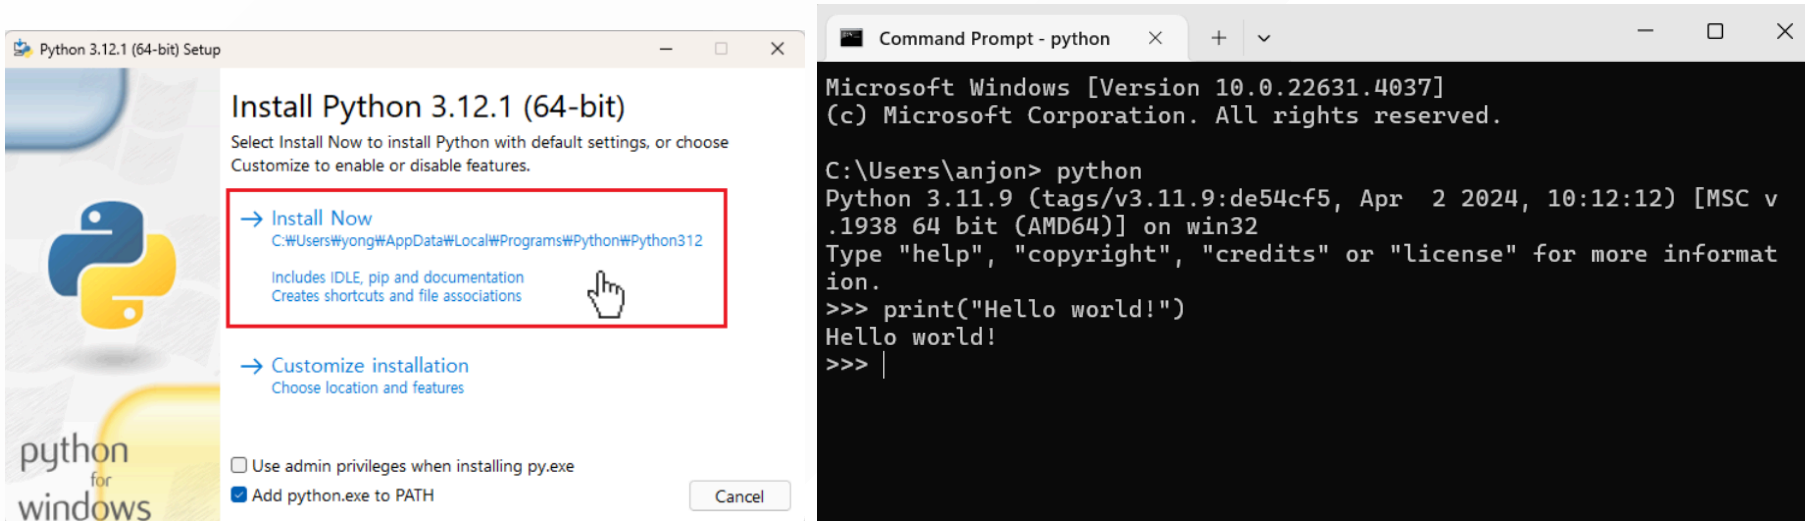 Python 3.12.1 (64-bit) Setup
Install Python 3.12.1 (64-bit)
Select Install Now to install Python with default settings, or choose
Customize to enable or disable features.
→ Install Now
C:₩Users₩yong₩AppData₩Local₩Programs₩Python₩Python312
Includes IDLE, pip and documentation
Creates shortcuts and file associations
→ Customize installation
Choose location and features
python
for
windows
Use admin privileges when installing py.exe
Add python.exe to PATH
Cancel
Command Prompt - python
Microsoft Windows [Version 10.0.22631.4037]
(c) Microsoft Corporation. All rights reserved.
C:\Users\anjon> python
Python 3.11.9 (tags/v3.11.9:de54cf5, Apr  2 2024, 10:12:12) [MSC v
.1938 64 bit (AMD64)] on win32
Type "help", "copyright", "credits" or "license" for more informat
ion.
>>> print("Hello world!")
Hello world!
>>>